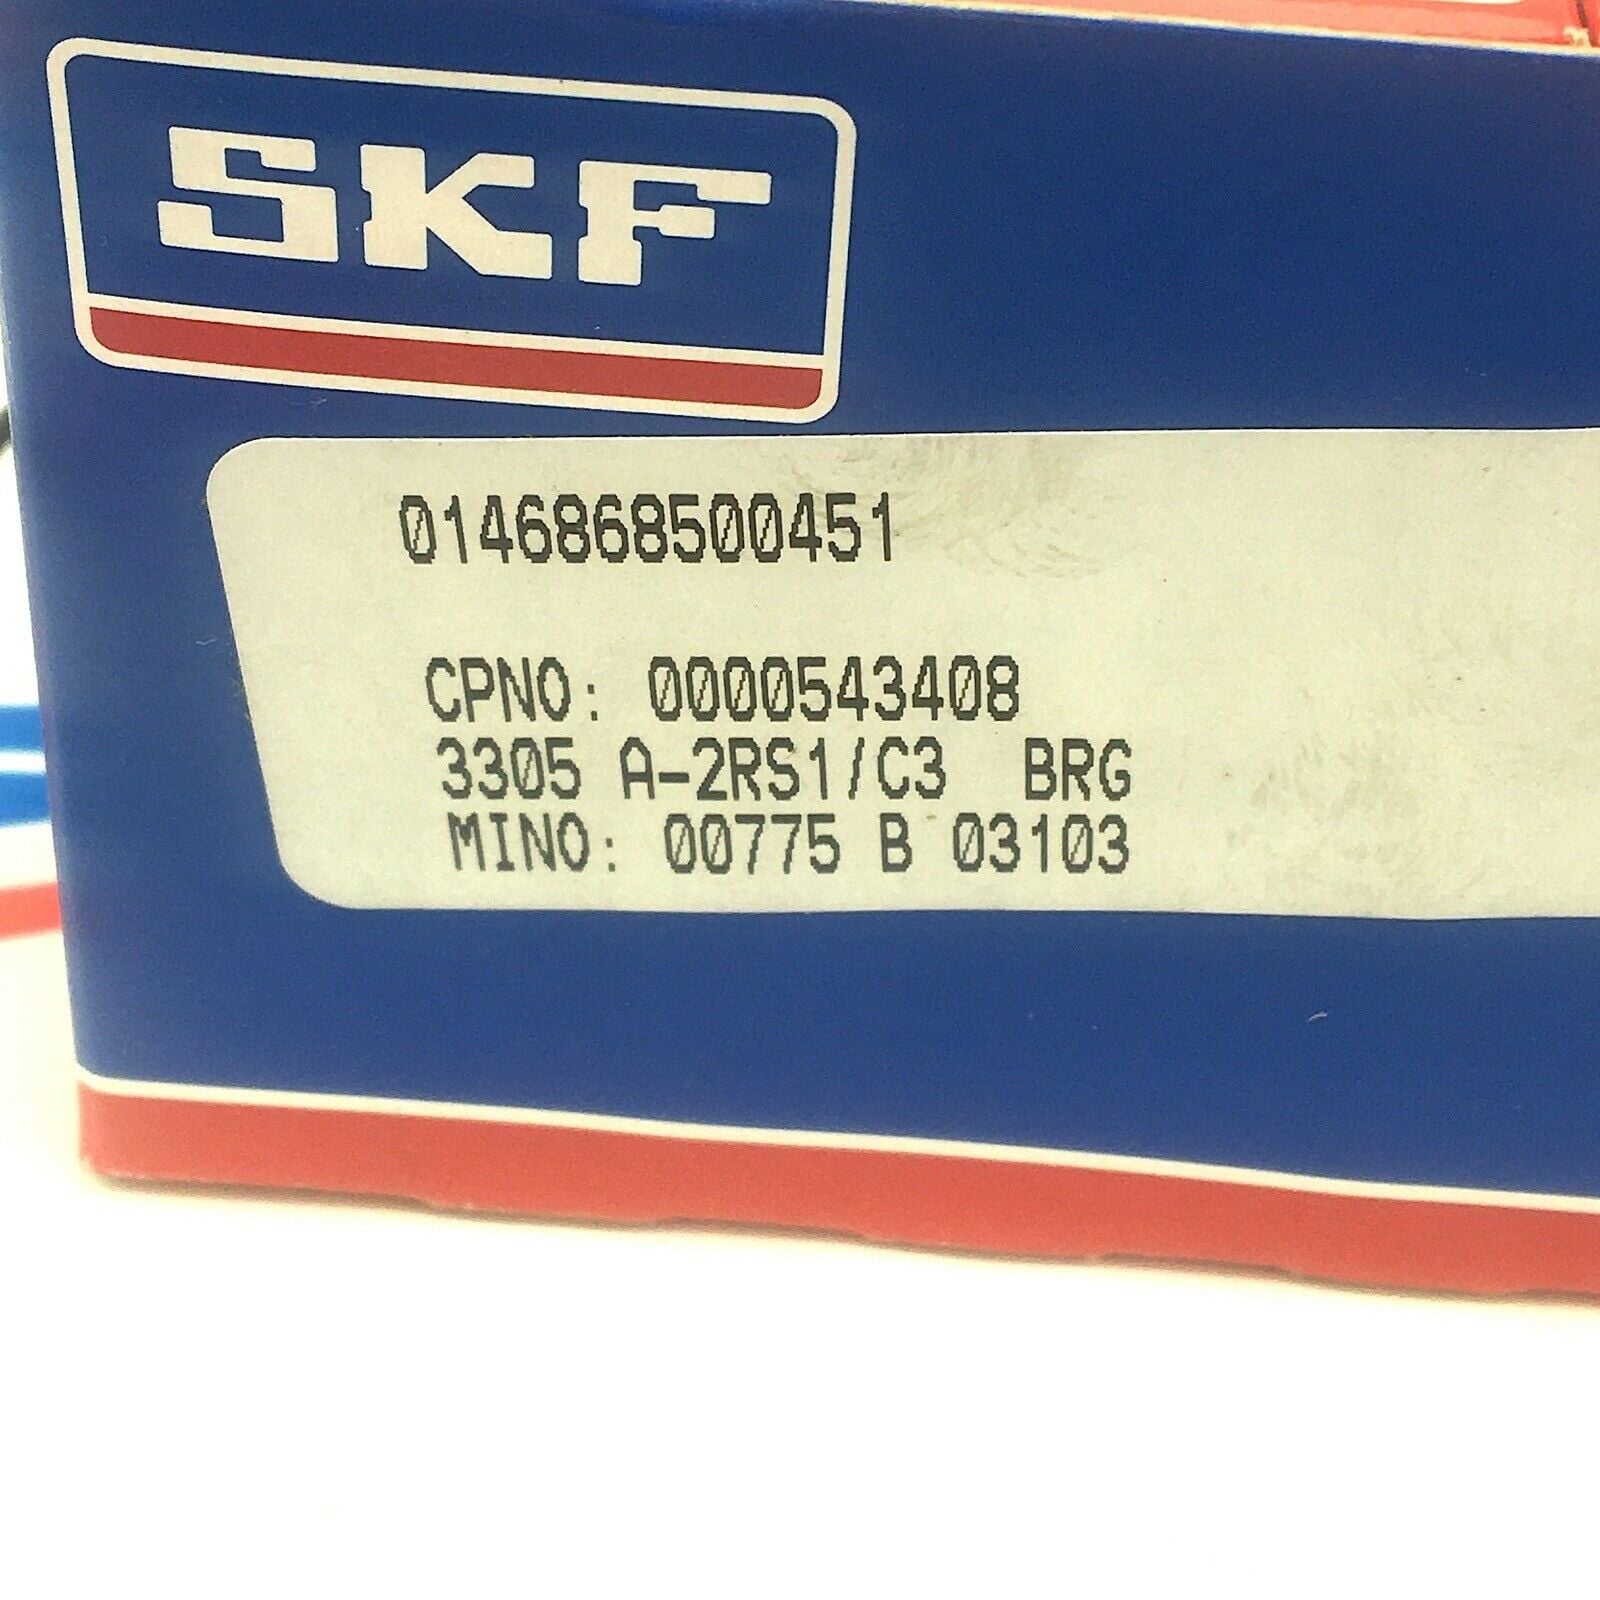 SKF
0146868500451
CPNO: 0000543408
3305 A-2RS1/C3 BRG
MINO: 00775 B 03103